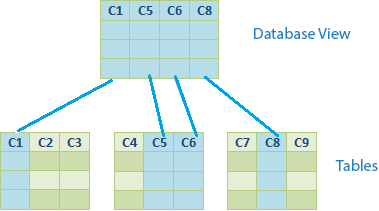 C1 C5 C6 C8
Database View
C1 C2 C3
C4 C5 C6
C7 C8 C9
Tables